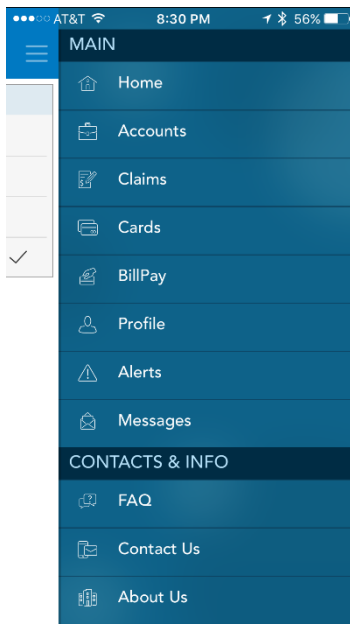 AT&T 8:30 PM 56%
MAIN
Home
Accounts
Claims
Cards
BillPay
Profile
Alerts
Messages
CONTACTS & INFO
FAQ
Contact Us
About Us